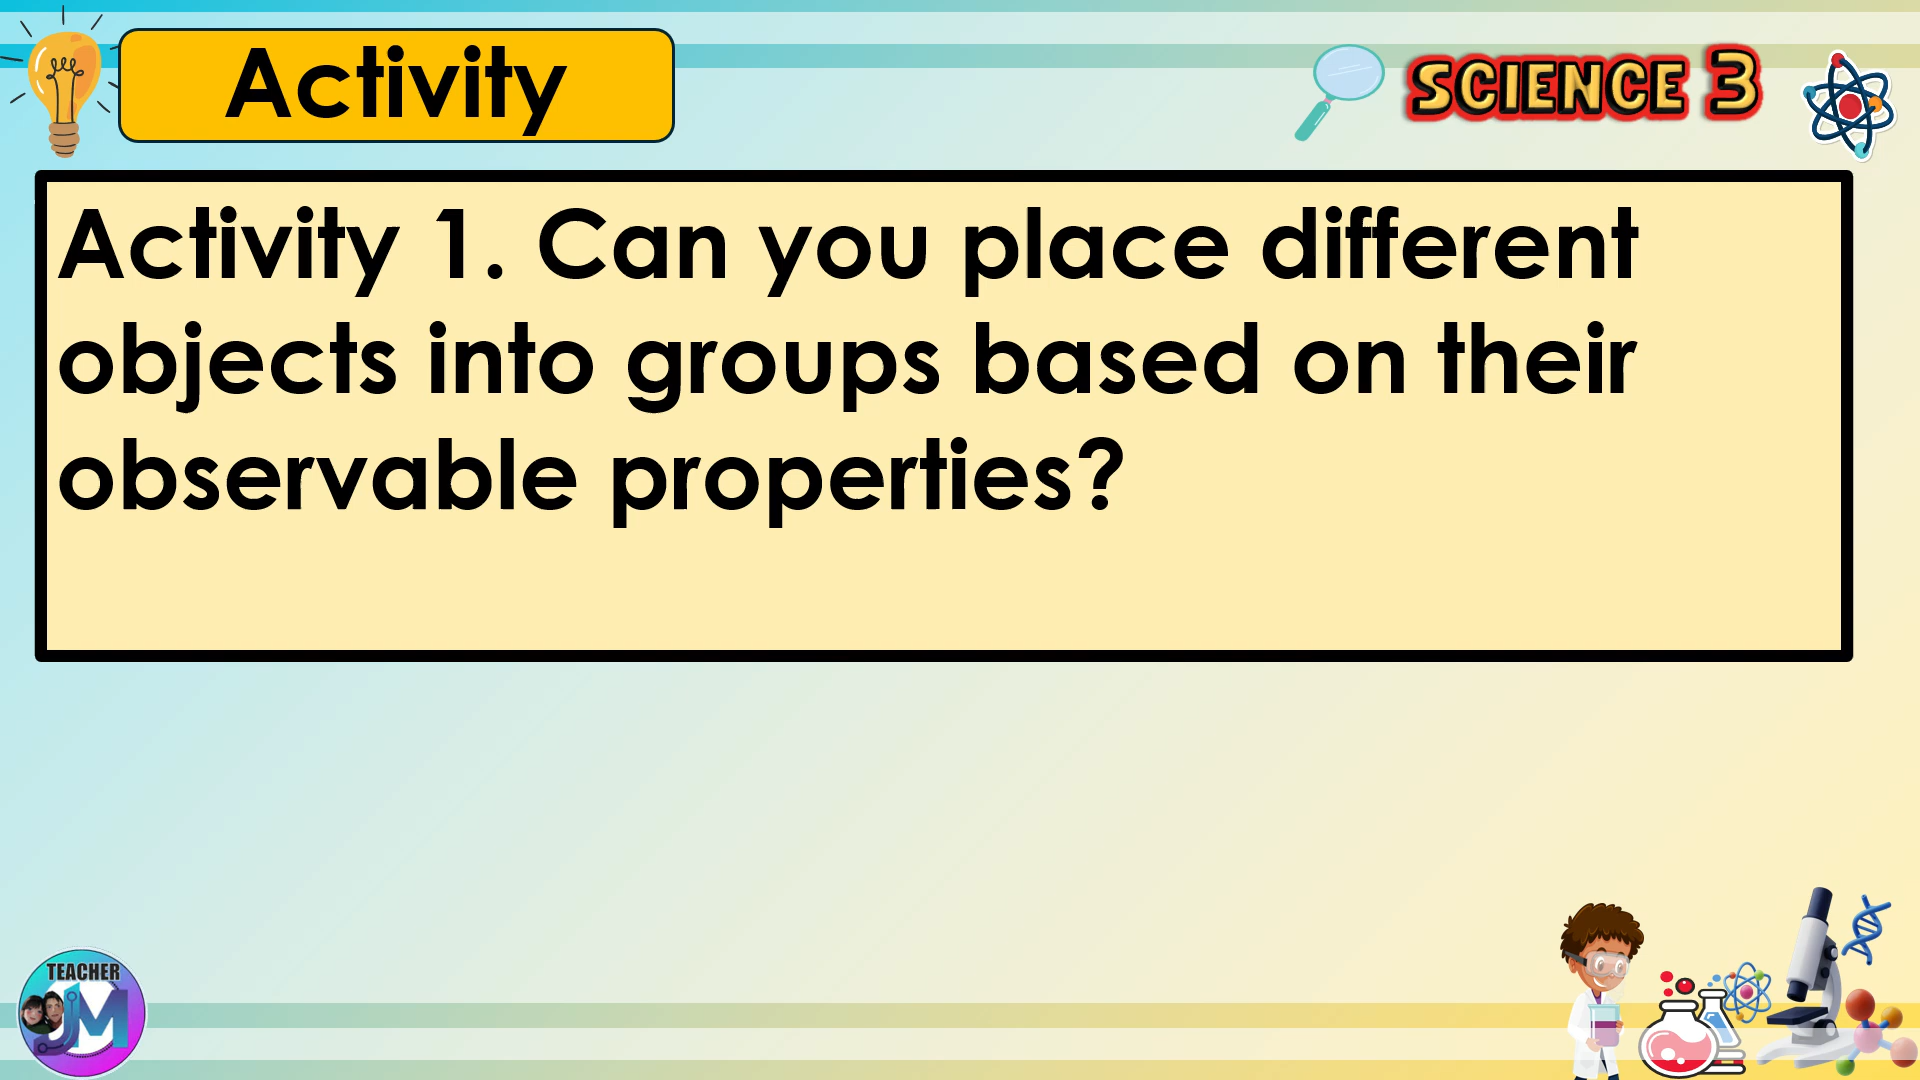 Activity
SCIENCE 3
Activity 1. Can you place different
objects into groups based on their
observable properties?
TEACHER
JM